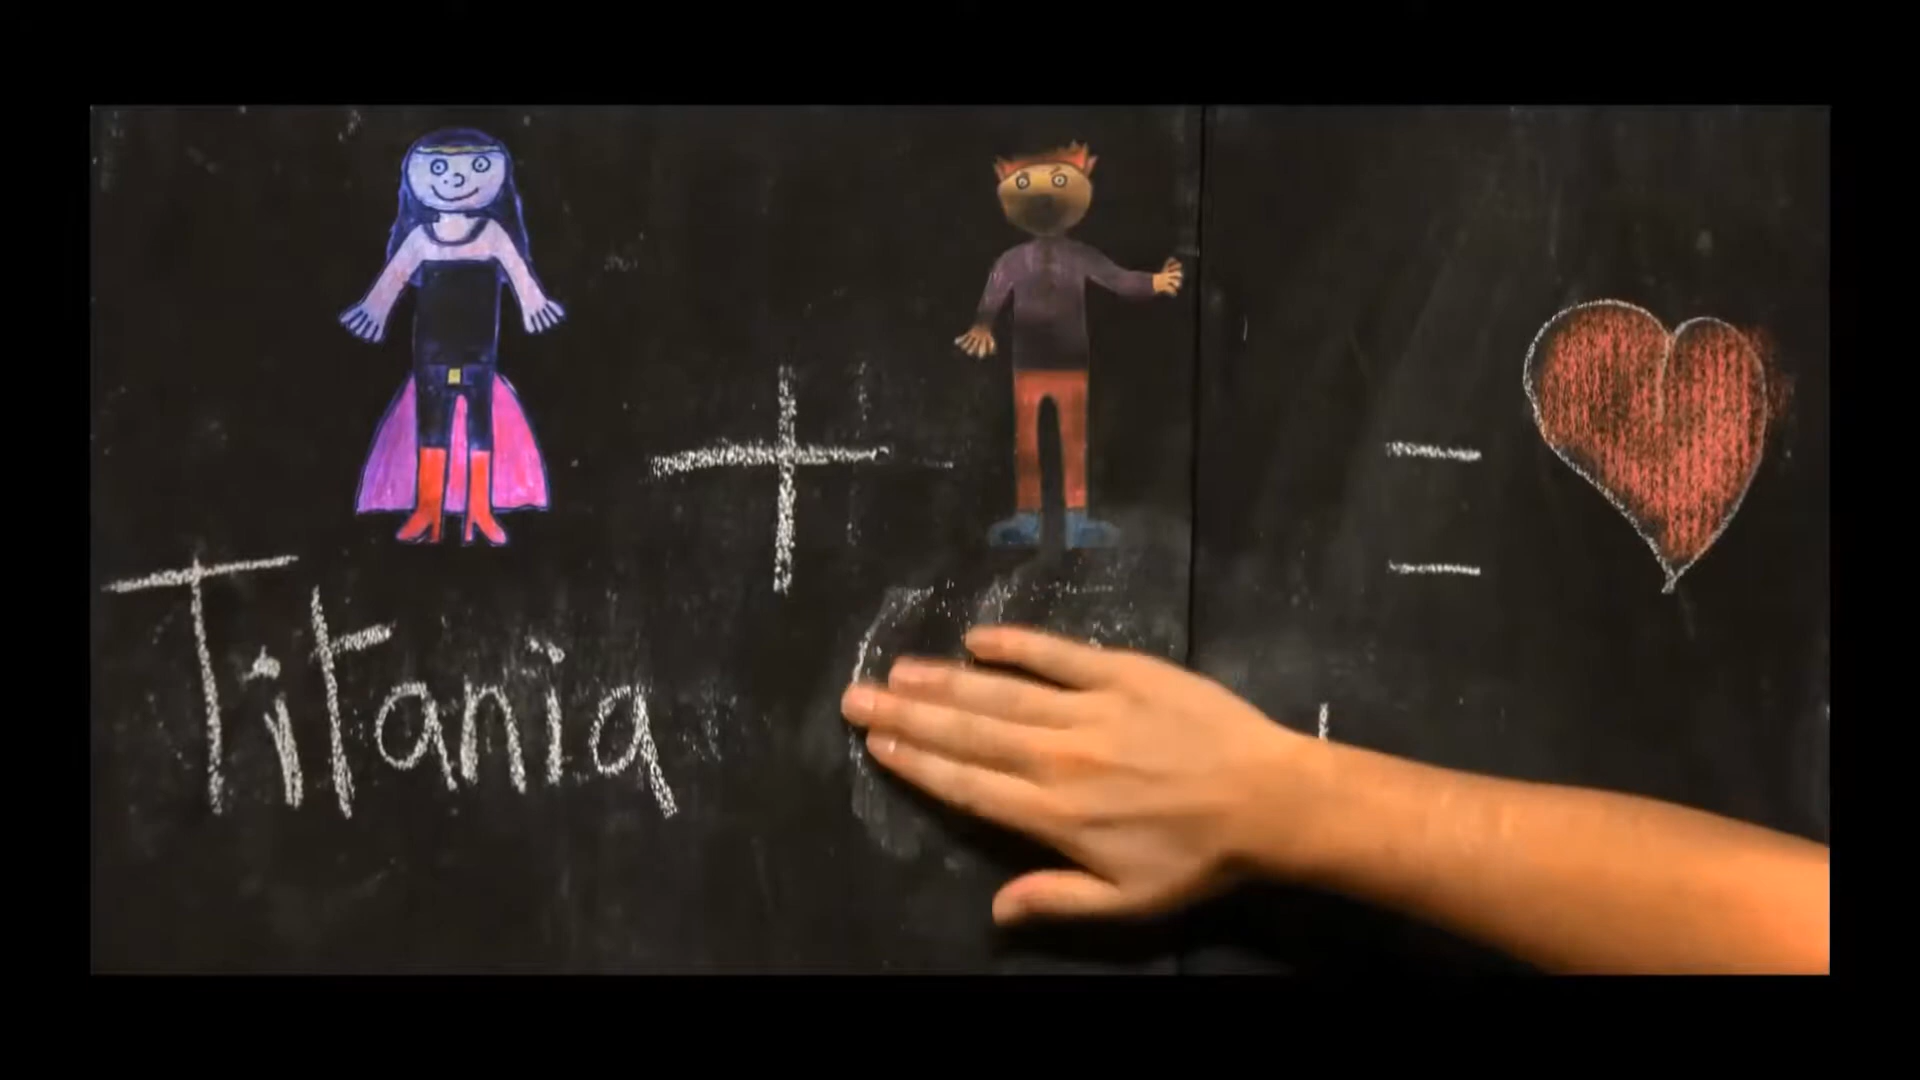 + =
Titania